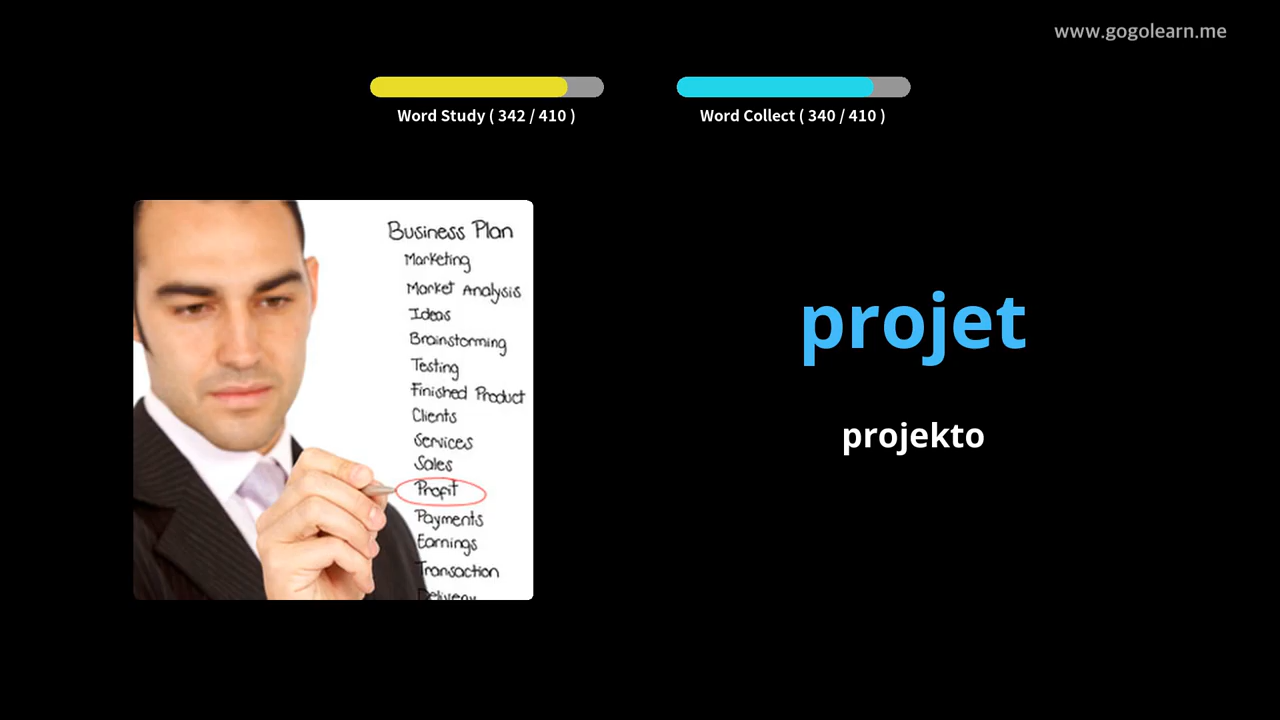 www.gogolearn.me
Word Study ( 342 / 410 )
Word Collect ( 340 / 410 )
Business Plan
Marketing
Market Analysis
Ideas
Brainstorming
Testing
Finished Product
Clients
Services
Sales
Profit
Payments
Earnings
Transaction
Delivery
projet
projekto